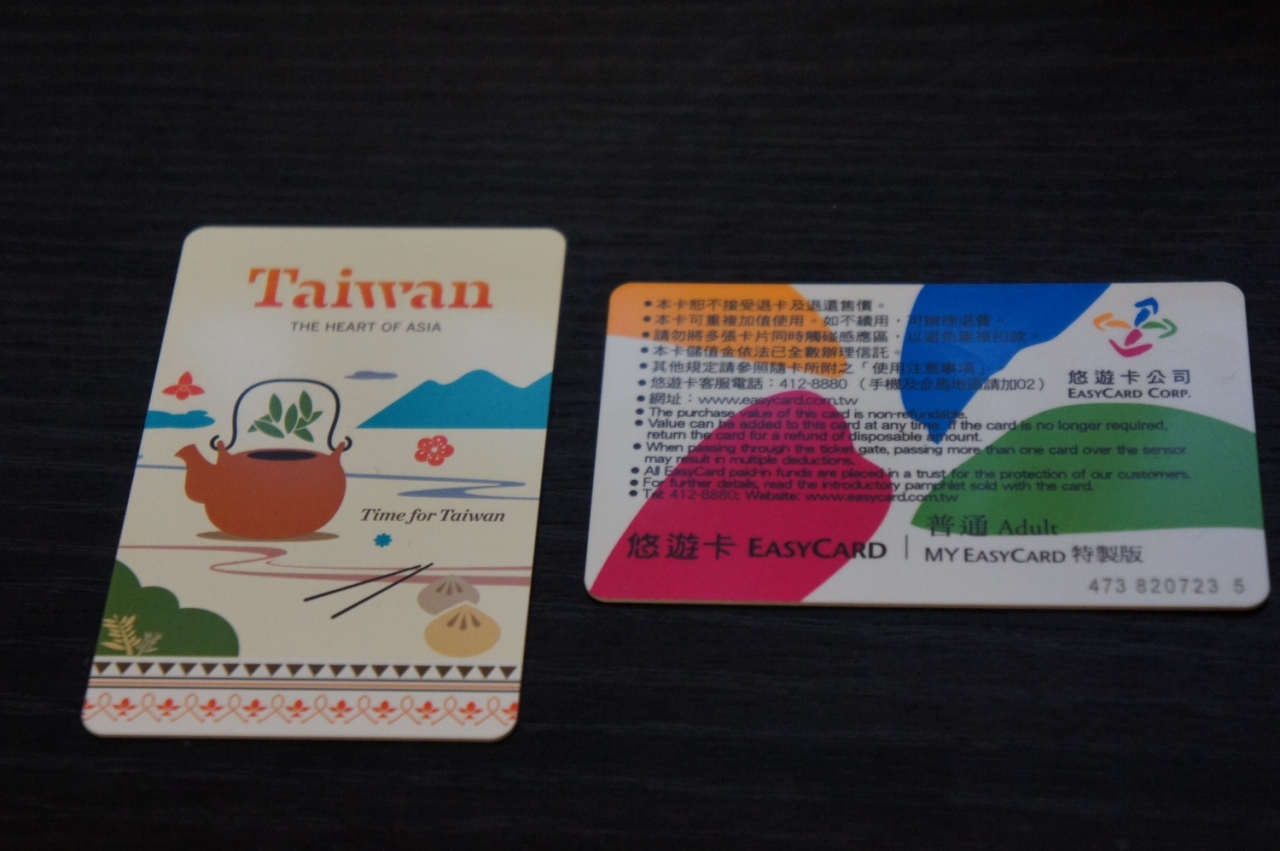 Taiwan
THE HEART OF ASIA
Time for Taiwan
•本卡恕不接受退卡及退還售價。
•本卡可重複加值使用，如不續用，可辦理退費。
•請勿將多張卡片同時觸碰感應區，以避免重複扣款。
•本卡儲值金依法已全數辦理信託。
•其他規定請參照隨卡所附之「使用注意事項」
•悠遊卡客服電話：412-8880 （手機及金馬地區請加02）
•網址：www.easycard.com.tw
•The purchase value of this card is non-refundable.
•Value can be added to this card at any time. If the card is no longer required,
return the card for a refund of disposable amount.
•When passing through the ticket gate, passing more than one card over the sensor
may result in multiple deductions.
•All EasyCard paid-in funds are placed in a trust for the protection of our customers.
•For further details, read the introductory pamphlet sold with the card.
•Tel: 412-8880; Website: www.easycard.com.tw
悠遊卡公司
EASYCARD CORP.
悠遊卡 EASYCARD
普通 Adult
MY EASYCARD 特製版
473 820723 5